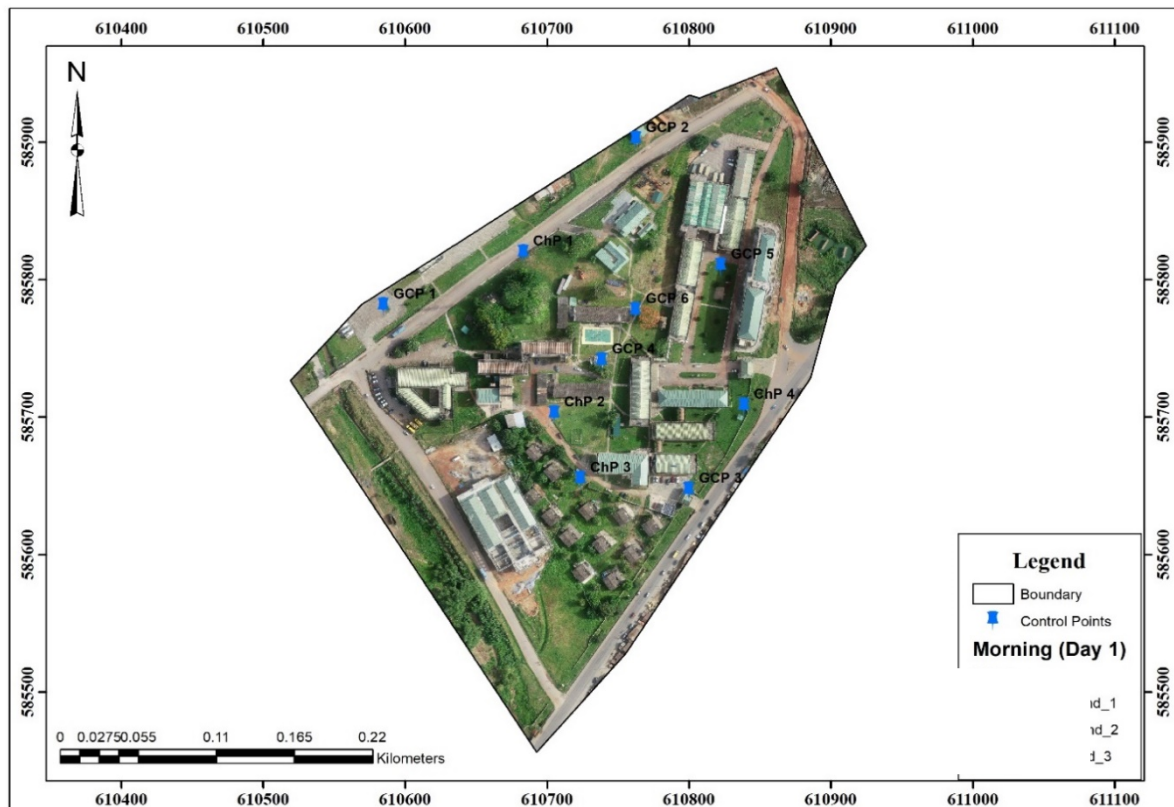 610400 610500 610600 610700 610800 610900 611000 611100
N
585900
585800
585700
585600
585500
585900
585800
585700
585600
585500
GCP 2
ChP 1
GCP 5
GCP 1
GCP 6
GCP 4
ChP 4
ChP 2
ChP 3
GCP 3
Legend
Boundary
Control Points
Morning (Day 1)
d_1
d_2
d_3
0 0.0275 0.055 0.11 0.165 0.22
Kilometers
610400 610500 610600 610700 610800 610900 611000 611100